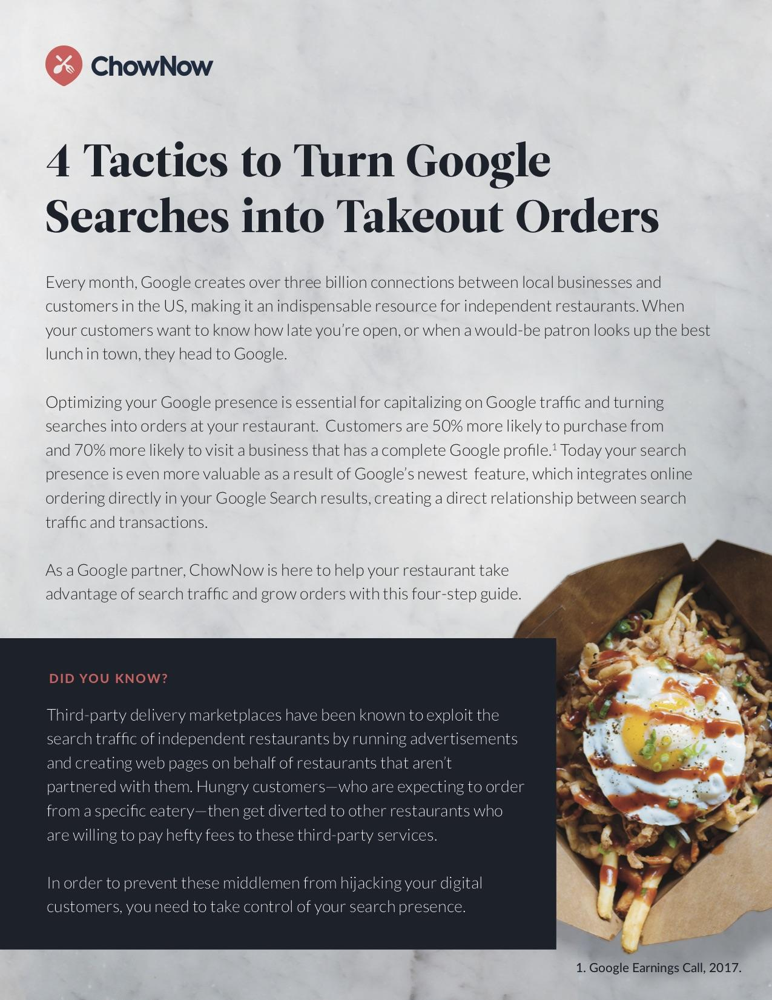 ChowNow
4 Tactics to Turn Google
Searches into Takeout Orders
Every month, Google creates over three billion connections between local businesses and
customers in the US, making it an indispensable resource for independent restaurants. When
your customers want to know how late you’re open, or when a would-be patron looks up the best
lunch in town, they head to Google.
Optimizing your Google presence is essential for capitalizing on Google traffic and turning
searches into orders at your restaurant.  Customers are 50% more likely to purchase from
and 70% more likely to visit a business that has a complete Google profile.¹ Today your search
presence is even more valuable as a result of Google’s newest  feature, which integrates online
ordering directly in your Google Search results, creating a direct relationship between search
traffic and transactions.
As a Google partner, ChowNow is here to help your restaurant take
advantage of search traffic and grow orders with this four-step guide.
DID YOU KNOW?
Third-party delivery marketplaces have been known to exploit the
search traffic of independent restaurants by running advertisements
and creating web pages on behalf of restaurants that aren’t
partnered with them. Hungry customers—who are expecting to order
from a specific eatery—then get diverted to other restaurants who
are willing to pay hefty fees to these third-party services.
In order to prevent these middlemen from hijacking your digital
customers, you need to take control of your search presence.
1. Google Earnings Call, 2017.